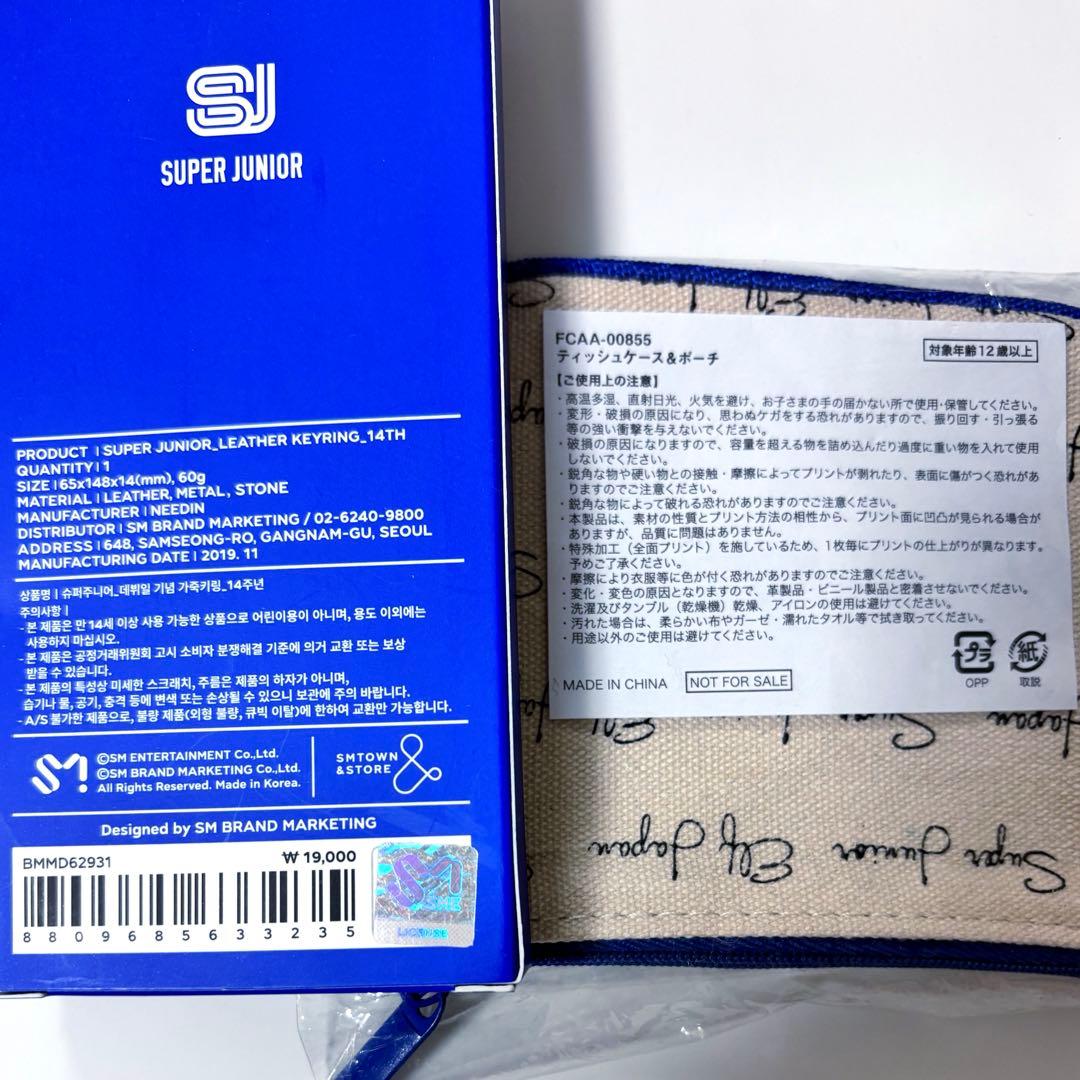 SJ
SUPER JUNIOR
PRODUCT | SUPER JUNIOR_LEATHER KEYRING_14TH
QUANTITY | 1
SIZE | 65x148x14(mm), 60g
MATERIAL | LEATHER, METAL, STONE
MANUFACTURER | NEEDIN
DISTRIBUTOR | SM BRAND MARKETING / 02-6240-9800
ADDRESS | 648, SAMSEONG-RO, GANGNAM-GU, SEOUL
MANUFACTURING DATE | 2019. 11
상품명 | 슈퍼주니어_데뷔일 기념 가죽키링_14주년
주의사항 |
- 본 제품은 만 14세 이상 사용 가능한 상품으로 어린이용이 아니며, 용도 이외에는
사용하지 마십시오.
- 본 제품은 공정거래위원회 고시 소비자 분쟁해결 기준에 의거 교환 또는 보상
받을 수 있습니다.
- 본 제품의 특성상 미세한 스크래치, 주름은 제품의 하자가 아니며,
습기나 물, 공기, 충격 등에 변색 또는 손상될 수 있으니 보관에 주의 바랍니다.
- A/S 불가한 제품으로, 불량 제품(외형 불량, 큐빅 이탈)에 한하여 교환만 가능합니다.
SM!
©SM ENTERTAINMENT Co.,Ltd.
©SM BRAND MARKETING Co.,Ltd.
All Rights Reserved. Made in Korea.
SMTOWN
&STORE
Designed by SM BRAND MARKETING
BMMD62931
₩ 19,000
8809685633235
SM
LICENSE
FCAA-00855
ティッシュケース&ポーチ
対象年齢12歳以上
【ご使用上の注意】
・高温多湿、直射日光、火気を避け、お子さまの手の届かない所で使用・保管してください。
・変形・破損の原因になり、思わぬケガをする恐れがありますので、振り回す・引っ張る
等の強い衝撃を与えないでください。
・破損の原因になりますので、容量を超える物を詰め込んだり過度に重い物を入れて使用
しないでください。
・鋭角な物や硬い物との接触・摩擦によってプリントが剥れたり、表面に傷がつく恐れがあ
りますのでご注意ください。
・鋭角な物によって破れる恐れがありますのでご注意ください。
・本製品は、素材の性質とプリント方法の相性から、プリント面に凹凸が見られる場合が
ありますが、品質に問題はありません。
・特殊加工（全面プリント）を施しているため、1枚毎にプリントの仕上がりが異なります。
予めご了承ください。
・摩擦により衣服等に色が付く恐れがありますのでご注意ください。
・変化・変色の原因となりますので、革製品・ビニール製品と密着させないでください。
・洗濯及びタンブル（乾燥機）乾燥、アイロンの使用は避けてください。
・汚れた場合は、柔らかい布やガーゼ・濡れたタオル等で拭き取ってください。
・用途以外のご使用は避けてください。
プラ
OPP
紙
取説
MADE IN CHINA
NOT FOR SALE
Super Junior Elf Japan